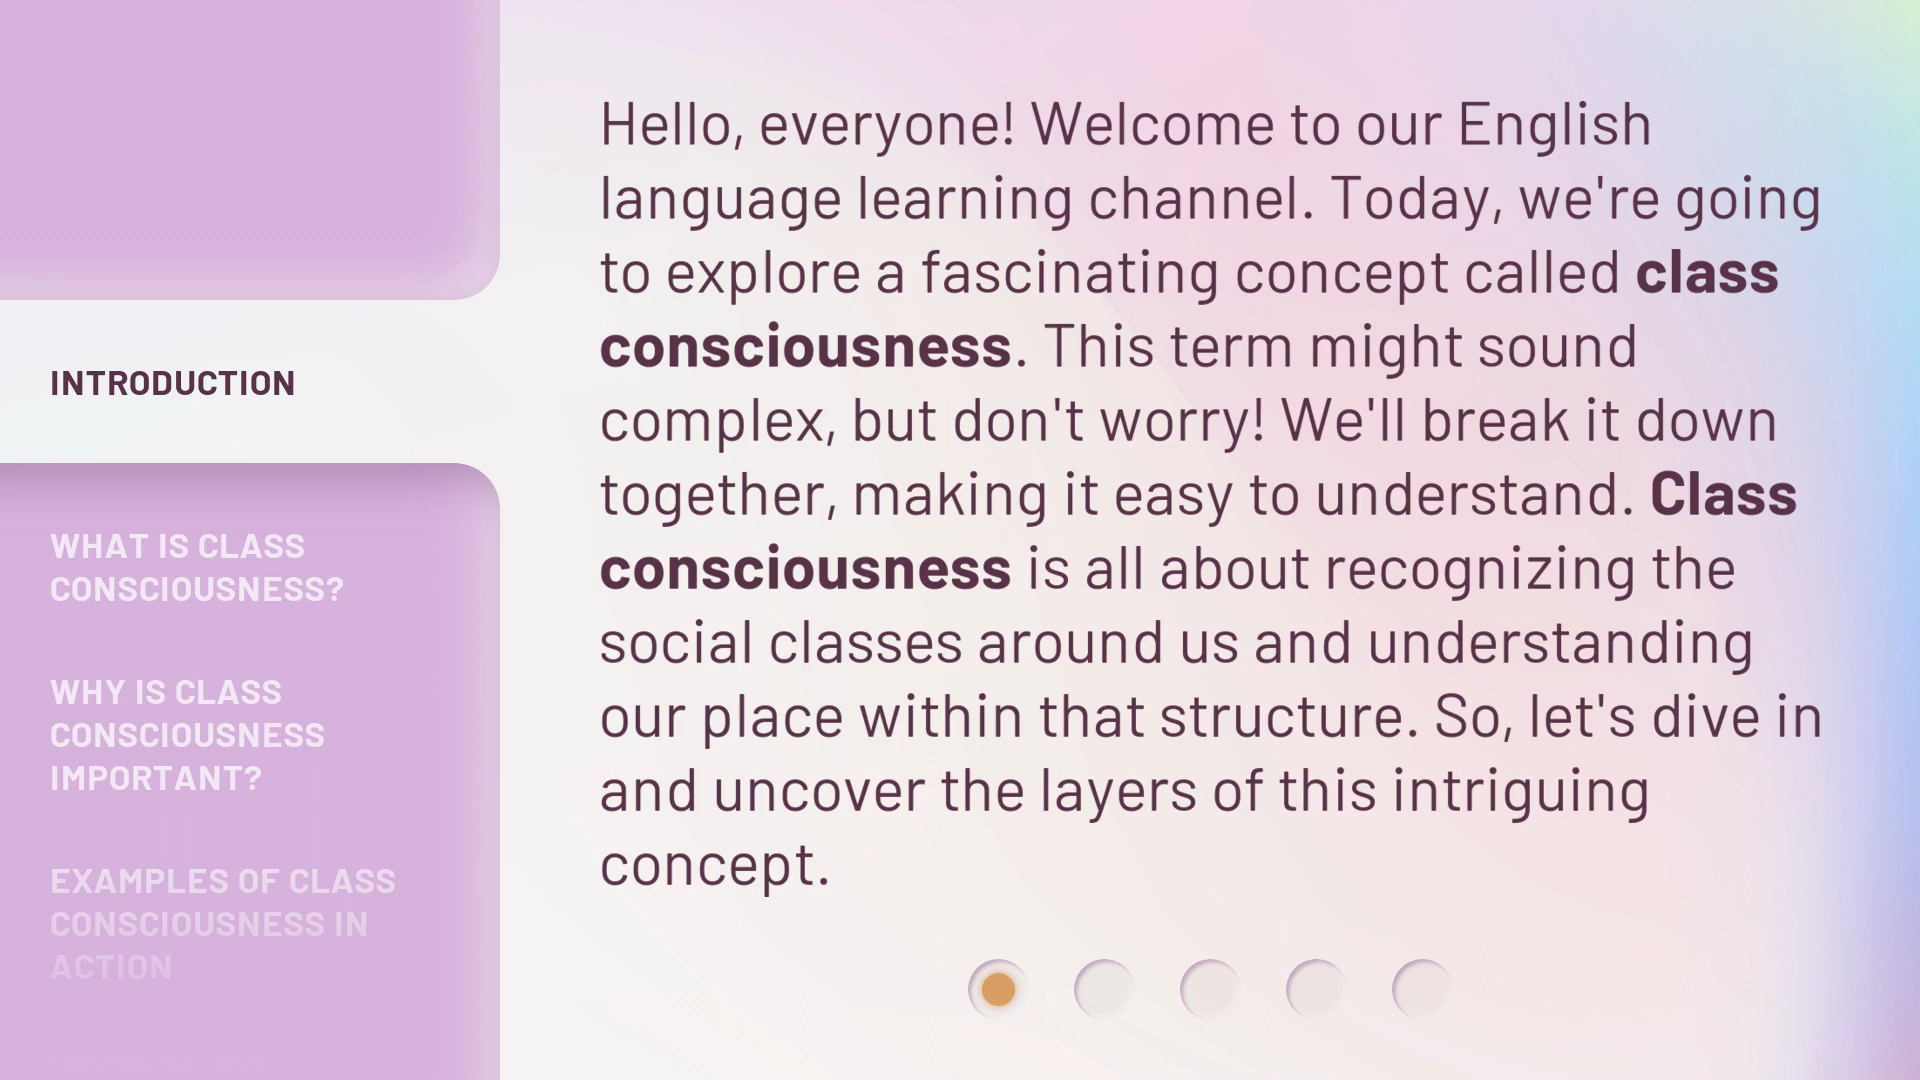 INTRODUCTION
WHAT IS CLASS
CONSCIOUSNESS?
WHY IS CLASS
CONSCIOUSNESS
IMPORTANT?
EXAMPLES OF CLASS
CONSCIOUSNESS IN
ACTION
Hello, everyone! Welcome to our English
language learning channel. Today, we're going
to explore a fascinating concept called class
consciousness. This term might sound
complex, but don't worry! We'll break it down
together, making it easy to understand. Class
consciousness is all about recognizing the
social classes around us and understanding
our place within that structure. So, let's dive in
and uncover the layers of this intriguing
concept.